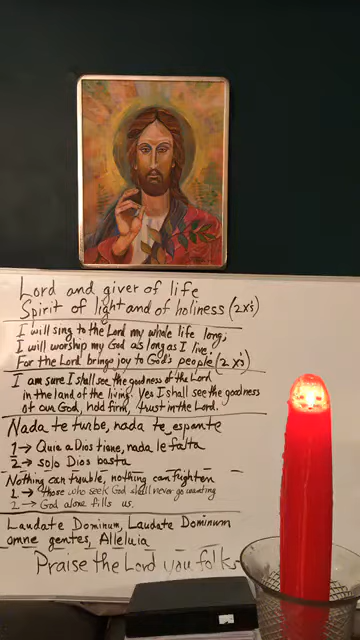 Lord and giver of life
Spirit of light and of holiness (2x's)
I will sing to the Lord my whole life long;
I will worship my God as long as I live;
For the Lord brings joy to God's people (2 x's)
I am sure I shall see the goodness of the Lord
in the land of the living. Yes I shall see the goodness
of our God, hold firm, trust in the Lord.
Nada te turbe, nada te espante
1 → Quia a Dios tiene, nada le falta
2 → solo Dios basta
Nothing can trouble, nothing can frighten
1 → those who seek God shall never go wanting
2 → God alone fills us.
Laudate Dominum, Laudate Dominum
omne gentes, Alleluia
Praise the Lord you folks